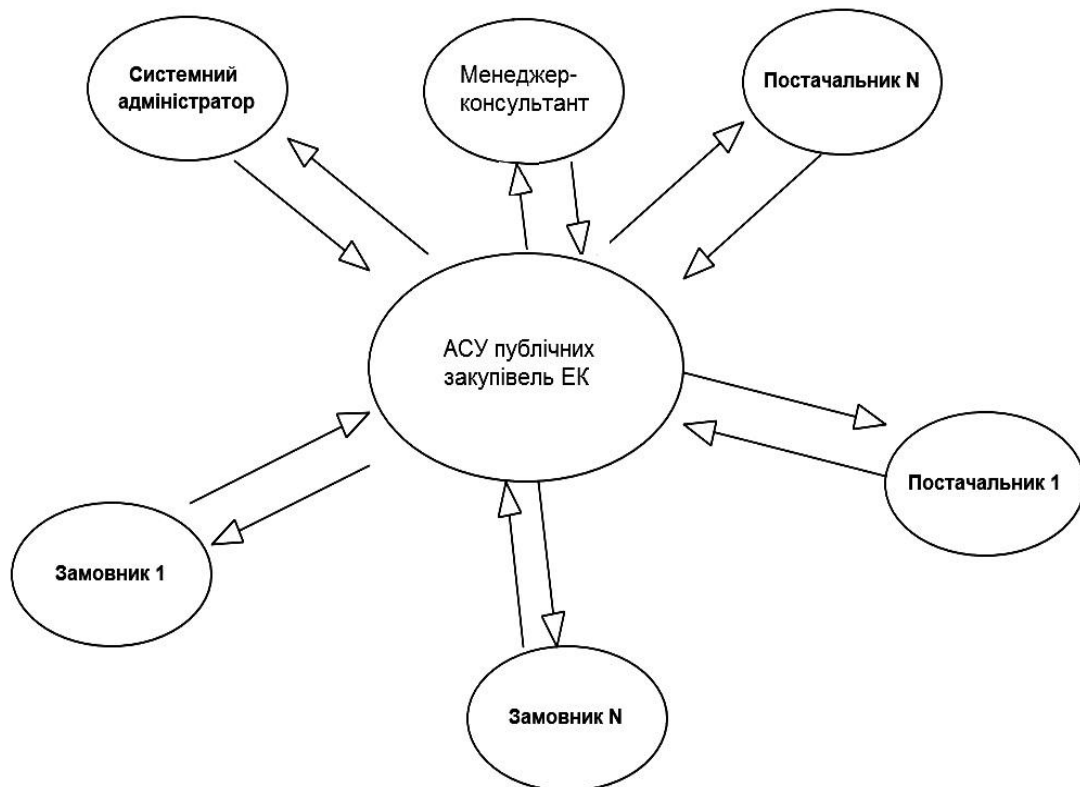 Системний
адміністратор
Менеджер-
консультант
Постачальник N
АСУ публічних
закупівель ЕК
Постачальник 1
Замовник 1
Замовник N